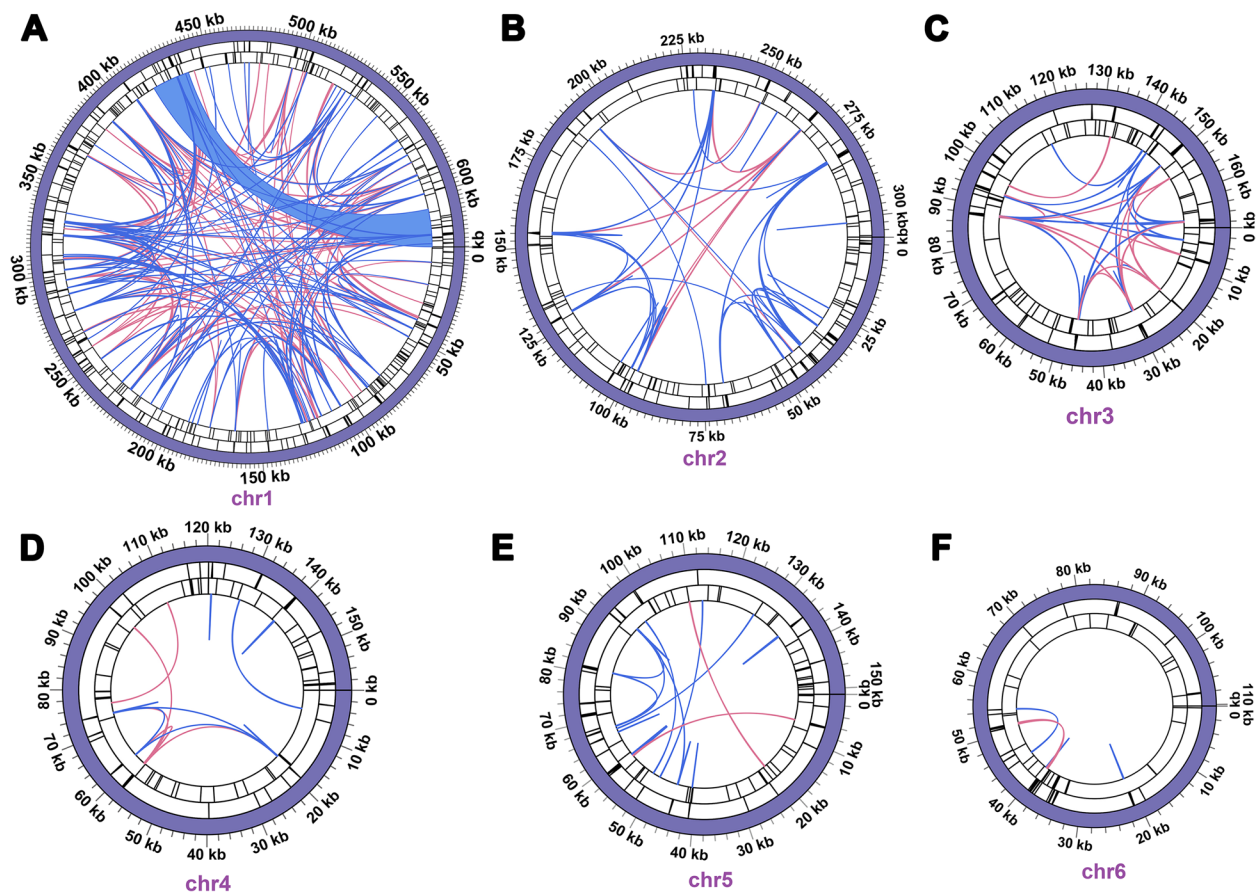 A
0 kb
50 kb
100 kb
150 kb
200 kb
250 kb
300 kb
350 kb
400 kb
450 kb
500 kb
550 kb
600 kb
chr1
B
0 kb
25 kb
50 kb
75 kb
100 kb
125 kb
150 kb
175 kb
200 kb
225 kb
250 kb
275 kb
300 kb
chr2
C
0 kb
10 kb
20 kb
30 kb
40 kb
50 kb
60 kb
70 kb
80 kb
90 kb
100 kb
110 kb
120 kb
130 kb
140 kb
150 kb
160 kb
chr3
D
0 kb
10 kb
20 kb
30 kb
40 kb
50 kb
60 kb
70 kb
80 kb
90 kb
100 kb
110 kb
120 kb
130 kb
140 kb
150 kb
chr4
E
0 kb
10 kb
20 kb
30 kb
40 kb
50 kb
60 kb
70 kb
80 kb
90 kb
100 kb
110 kb
120 kb
130 kb
140 kb
150 kb
chr5
F
0 kb
10 kb
20 kb
30 kb
40 kb
50 kb
60 kb
70 kb
80 kb
90 kb
100 kb
110 kb
chr6